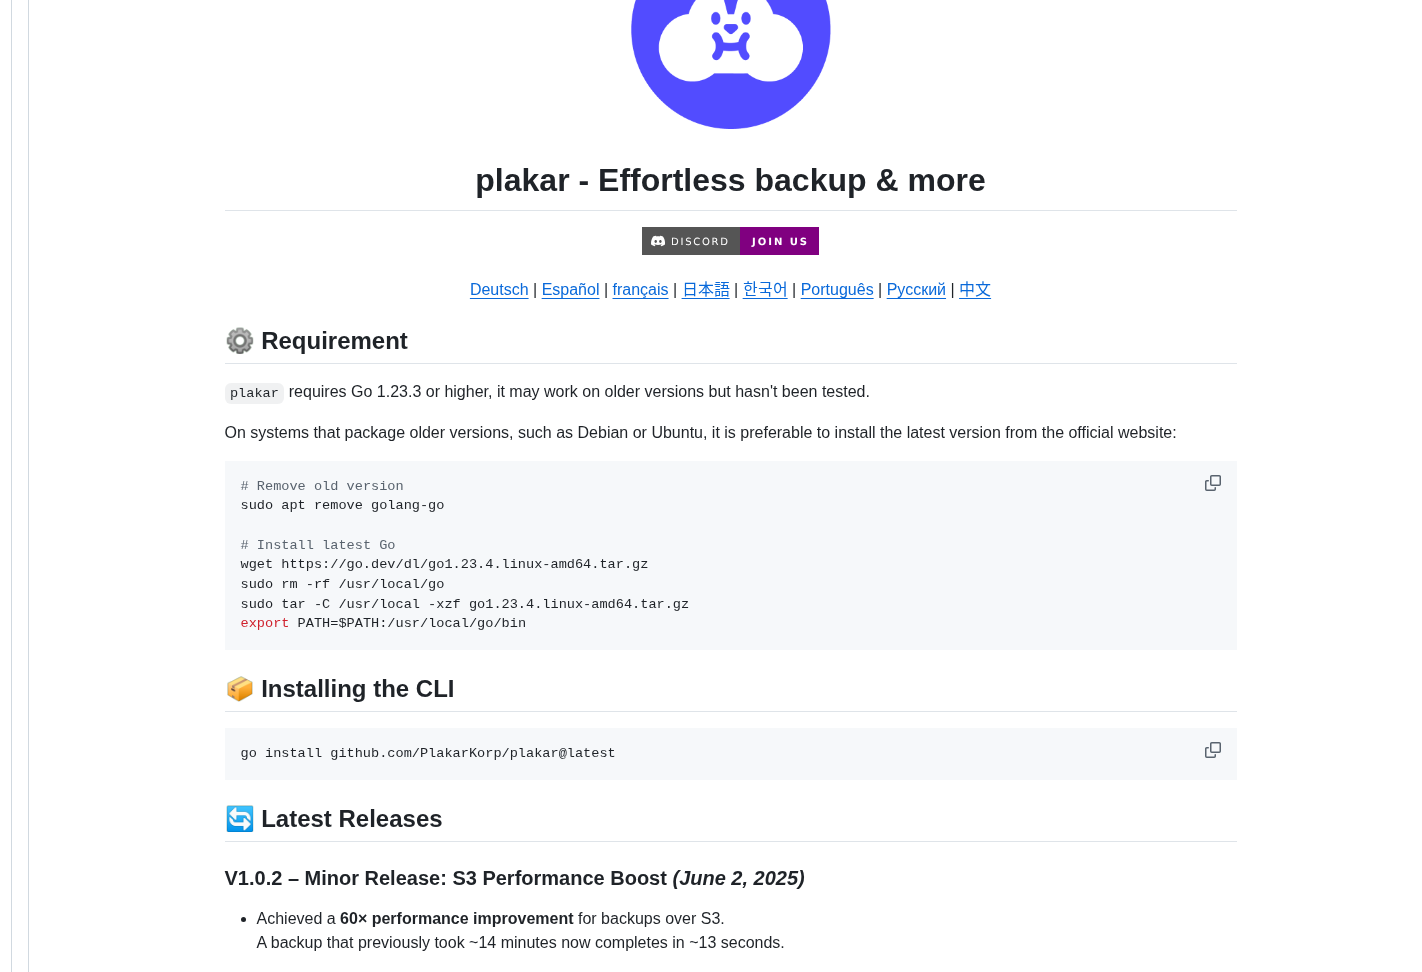 plakar - Effortless backup & more
DISCORD JOIN US
Deutsch | Español | français | 日本語 | 한국어 | Português | Русский | 中文
Requirement
plakar requires Go 1.23.3 or higher, it may work on older versions but hasn't been tested.
On systems that package older versions, such as Debian or Ubuntu, it is preferable to install the latest version from the official website:
# Remove old version
sudo apt remove golang-go
# Install latest Go
wget https://go.dev/dl/go1.23.4.linux-amd64.tar.gz
sudo rm -rf /usr/local/go
sudo tar -C /usr/local -xzf go1.23.4.linux-amd64.tar.gz
export PATH=$PATH:/usr/local/go/bin
Installing the CLI
go install github.com/PlakarKorp/plakar@latest
Latest Releases
V1.0.2 – Minor Release: S3 Performance Boost (June 2, 2025)
• Achieved a 60× performance improvement for backups over S3.
A backup that previously took ~14 minutes now completes in ~13 seconds.